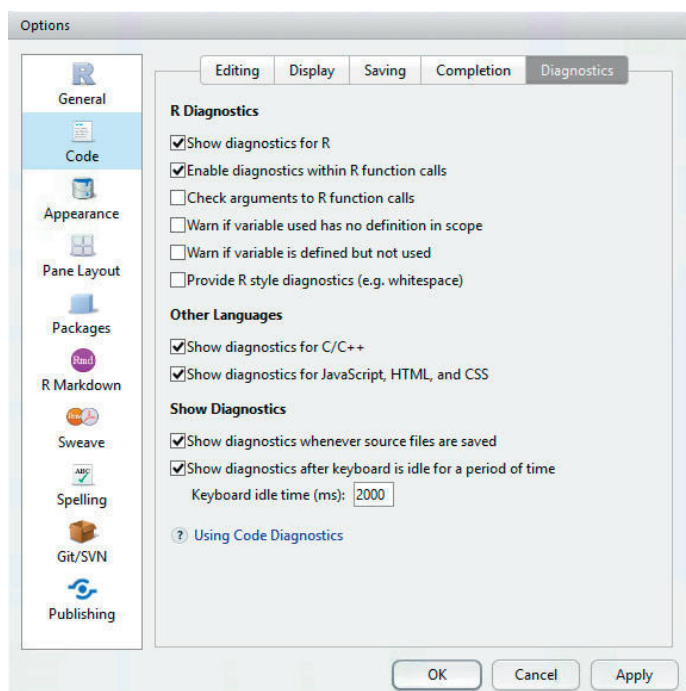 Options
General
Code
Appearance
Pane Layout
Packages
Rmd
R Markdown
Sweave
ABC
Spelling
Git/SVN
Publishing
Editing
Display
Saving
Completion
Diagnostics
R Diagnostics
Show diagnostics for R
Enable diagnostics within R function calls
Check arguments to R function calls
Warn if variable used has no definition in scope
Warn if variable is defined but not used
Provide R style diagnostics (e.g. whitespace)
Other Languages
Show diagnostics for C/C++
Show diagnostics for JavaScript, HTML, and CSS
Show Diagnostics
Show diagnostics whenever source files are saved
Show diagnostics after keyboard is idle for a period of time
Keyboard idle time (ms): 2000
? Using Code Diagnostics
OK
Cancel
Apply